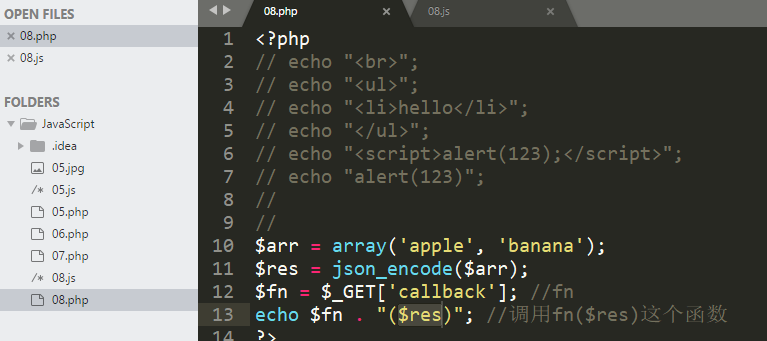 OPEN FILES
08.php
08.js
FOLDERS
JavaScript
.idea
05.jpg
05.js
05.php
06.php
07.php
08.js
08.php
08.php
08.js
1 <?php
2 // echo "<br>";
3 // echo "<ul>";
4 // echo "<li>hello</li>";
5 // echo "</ul>";
6 // echo "<script>alert(123);</script>";
7 // echo "alert(123)";
8 //
9 //
10 $arr = array('apple', 'banana');
11 $res = json_encode($arr);
12 $fn = $_GET['callback']; //fn
13 echo $fn . "($res)"; //调用fn($res)这个函数
14 ?>